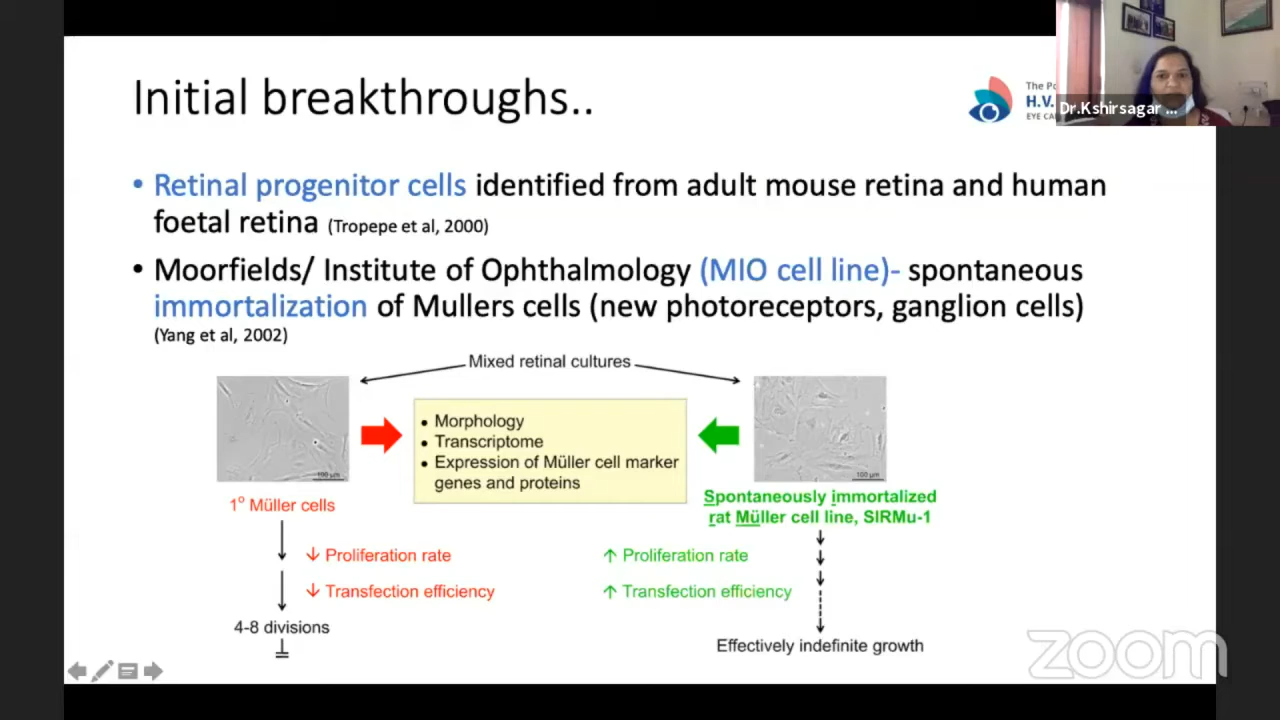 Initial breakthroughs..
The Po
H.V.
EYE CA
Dr.Kshirsagar ...
• Retinal progenitor cells identified from adult mouse retina and human
foetal retina (Tropepe et al, 2000)
• Moorfields/ Institute of Ophthalmology (MIO cell line)- spontaneous
immortalization of Mullers cells (new photoreceptors, ganglion cells)
(Yang et al, 2002)
Mixed retinal cultures
• Morphology
• Transcriptome
• Expression of Müller cell marker
genes and proteins
100 µm
100 µm
1° Müller cells
Spontaneously immortalized
rat Müller cell line, SIRMu-1
↓ Proliferation rate
↑ Proliferation rate
↓ Transfection efficiency
↑ Transfection efficiency
4-8 divisions
Effectively indefinite growth
zoom